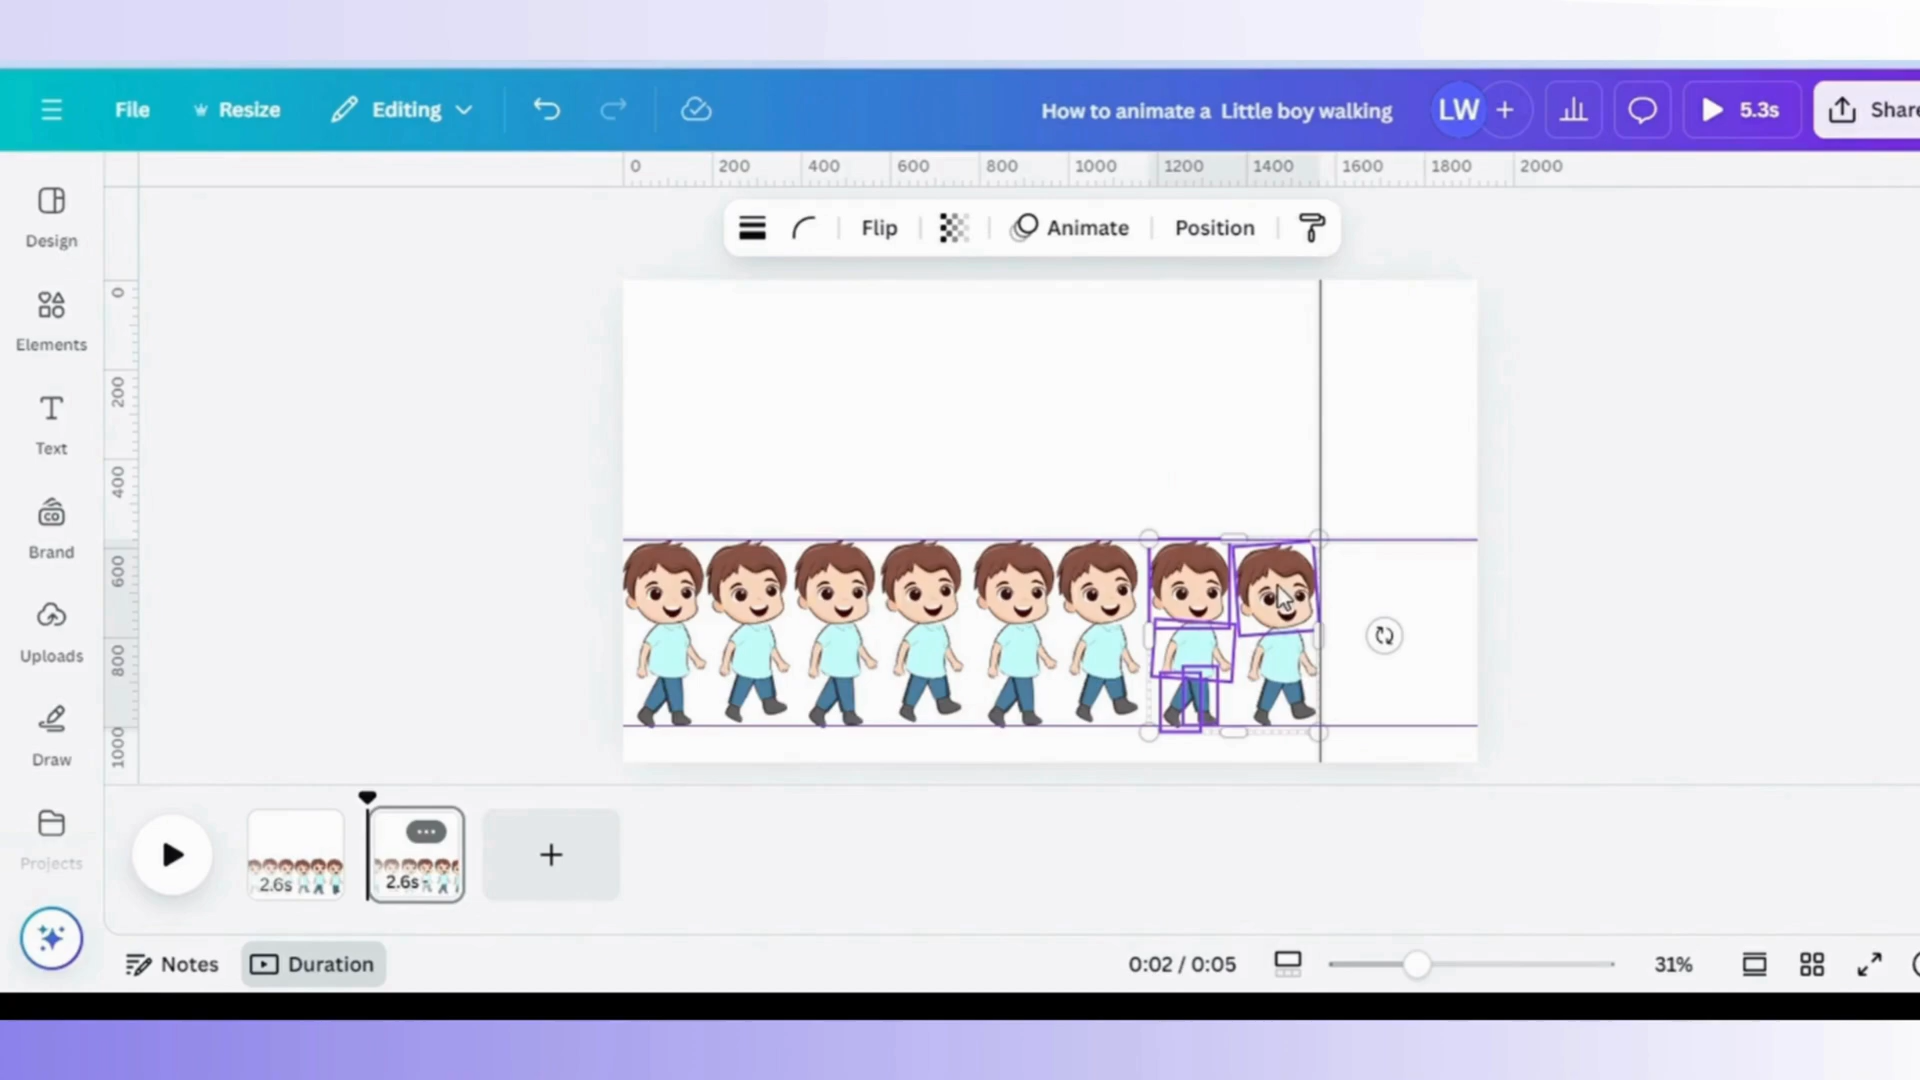 File Resize Editing How to animate a Little boy walking LW + 5.3s Share
0 200 400 600 800 1000 1200 1400 1600 1800 2000
Flip Animate Position
Design
Elements
Text
CO
Brand
Uploads
Draw
Projects
0
200
400
600
800
1000
2.6s 2.6s +
Notes Duration 0:02 / 0:05 31%